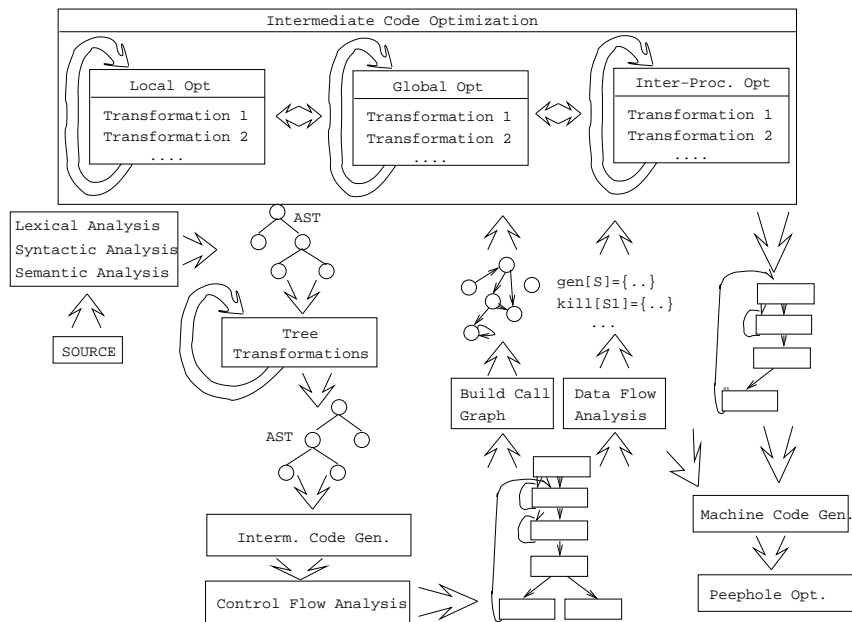 Intermediate Code Optimization
Local Opt
Transformation 1
Transformation 2
....
Global Opt
Transformation 1
Transformation 2
....
Inter-Proc. Opt
Transformation 1
Transformation 2
....
Lexical Analysis
Syntactic Analysis
Semantic Analysis
AST
gen[S]={..}
kill[S1]={..}
...
SOURCE
Tree
Transformations
Build Call
Graph
Data Flow
Analysis
AST
Interm. Code Gen.
Machine Code Gen.
Control Flow Analysis
Peephole Opt.